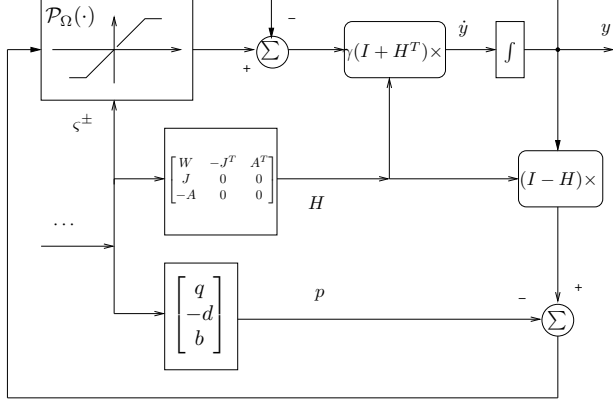 𝒫_Ω(·)
−
+
∑
γ(I + H^T)×
ẏ
∫
y
ς^±
[ W −J^T A^T
J 0 0
−A 0 0 ]
H
(I − H)×
...
[ q
−d
b ]
p
−
+
∑